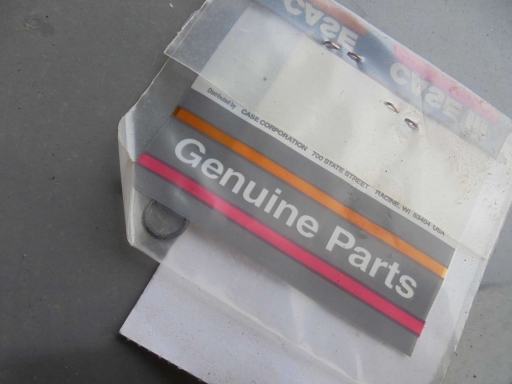 CASE
CASE
Distributed by CASE CORPORATION 700 STATE STREET RACINE, WI 53404 USA
Genuine Parts